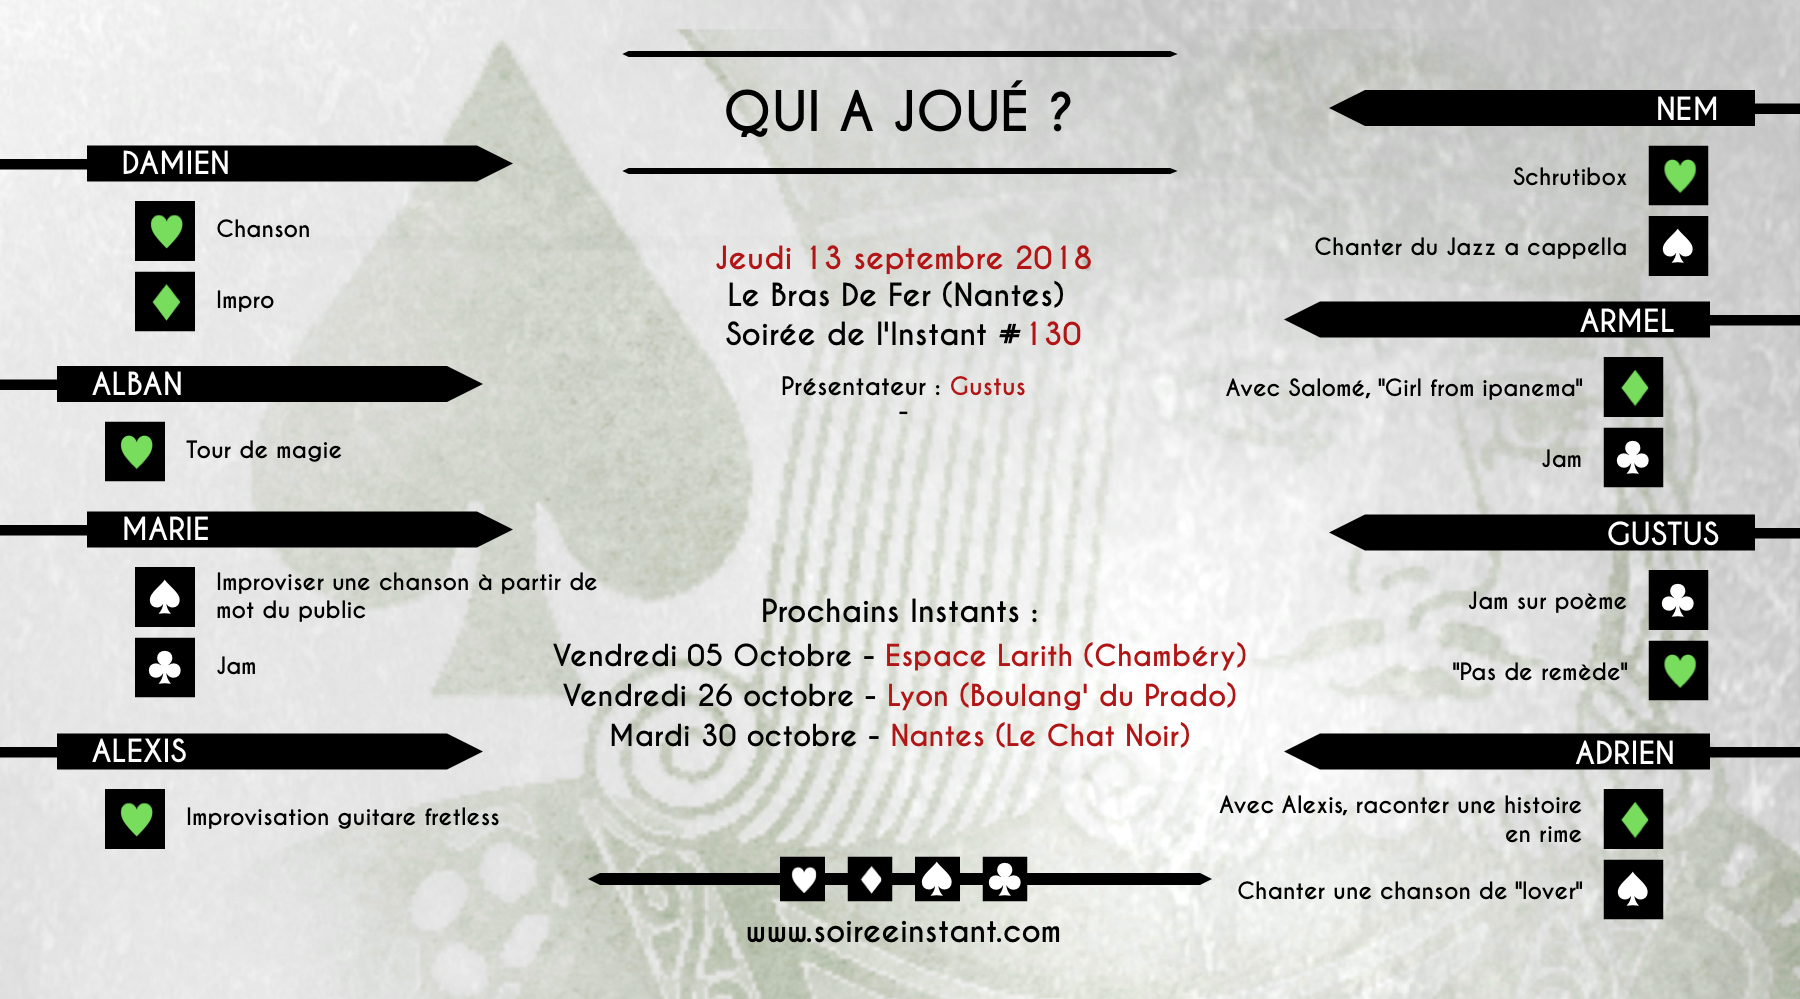 QUI A JOUÉ ?
Jeudi 13 septembre 2018
Le Bras De Fer (Nantes)
Soirée de l'Instant #130
Présentateur : Gustus
-
DAMIEN
Chanson
Impro
ALBAN
Tour de magie
MARIE
Improviser une chanson à partir de
mot du public
Jam
ALEXIS
Improvisation guitare fretless
NEM
Schrutibox
Chanter du Jazz a cappella
ARMEL
Avec Salomé, "Girl from ipanema"
Jam
GUSTUS
Jam sur poème
"Pas de remède"
ADRIEN
Avec Alexis, raconter une histoire
en rime
Chanter une chanson de "lover"
Prochains Instants :
Vendredi 05 Octobre - Espace Larith (Chambéry)
Vendredi 26 octobre - Lyon (Boulang' du Prado)
Mardi 30 octobre - Nantes (Le Chat Noir)
www.soireeinstant.com